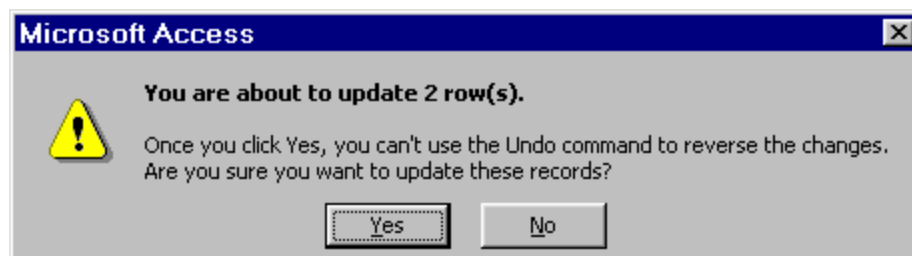 Microsoft Access
You are about to update 2 row(s).
Once you click Yes, you can't use the Undo command to reverse the changes.
Are you sure you want to update these records?
Yes No